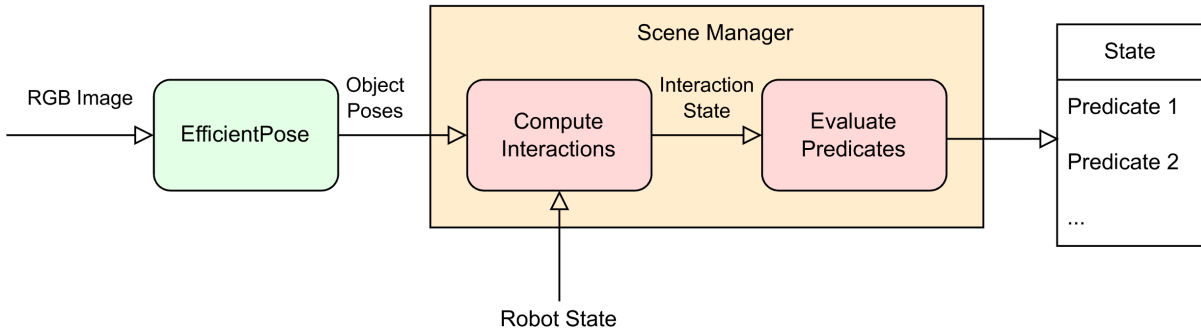 Scene Manager
RGB Image
EfficientPose
Object
Poses
Compute
Interactions
Interaction
State
Evaluate
Predicates
State
Predicate 1
Predicate 2
...
Robot State